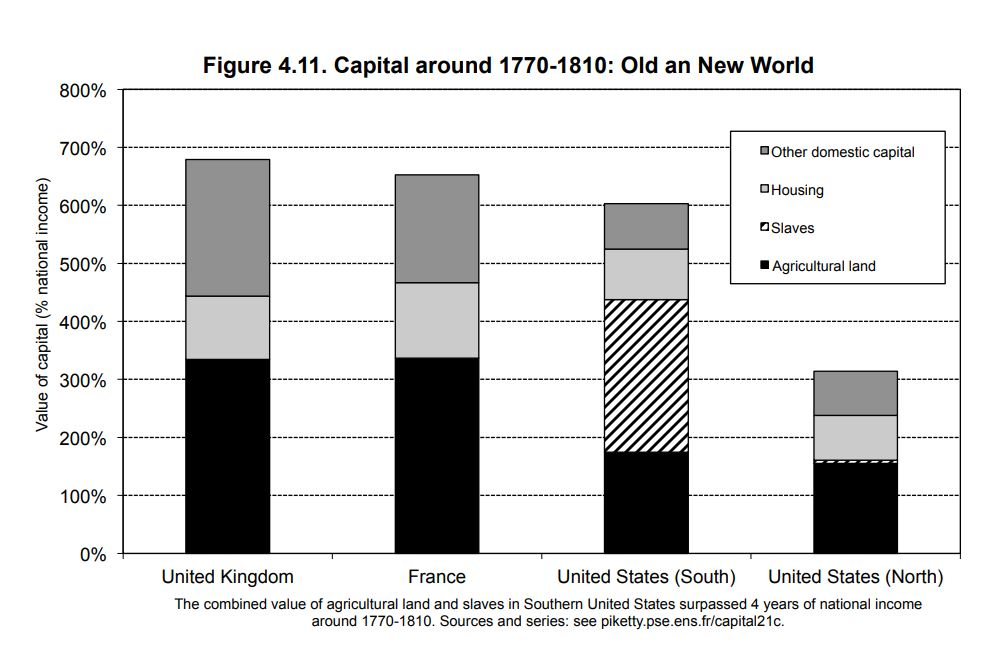 Figure 4.11. Capital around 1770-1810: Old an New World
Value of capital (% national income)
800%
700%
600%
500%
400%
300%
200%
100%
0%
Other domestic capital
Housing
Slaves
Agricultural land
United Kingdom
France
United States (South)
United States (North)
The combined value of agricultural land and slaves in Southern United States surpassed 4 years of national income
around 1770-1810. Sources and series: see piketty.pse.ens.fr/capital21c.